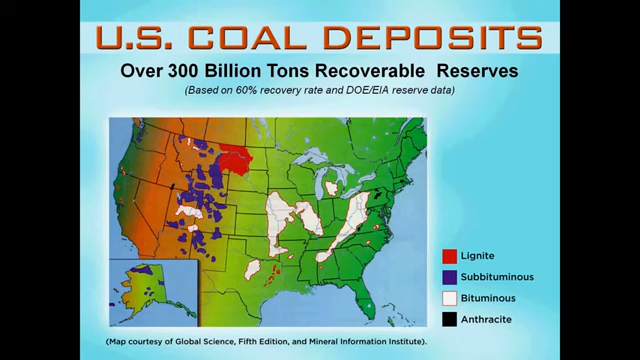 U.S. COAL DEPOSITS
Over 300 Billion Tons Recoverable Reserves
(Based on 60% recovery rate and DOE/EIA reserve data)
Lignite
Subbituminous
Bituminous
Anthracite
(Map courtesy of Global Science, Fifth Edition, and Mineral Information Institute).